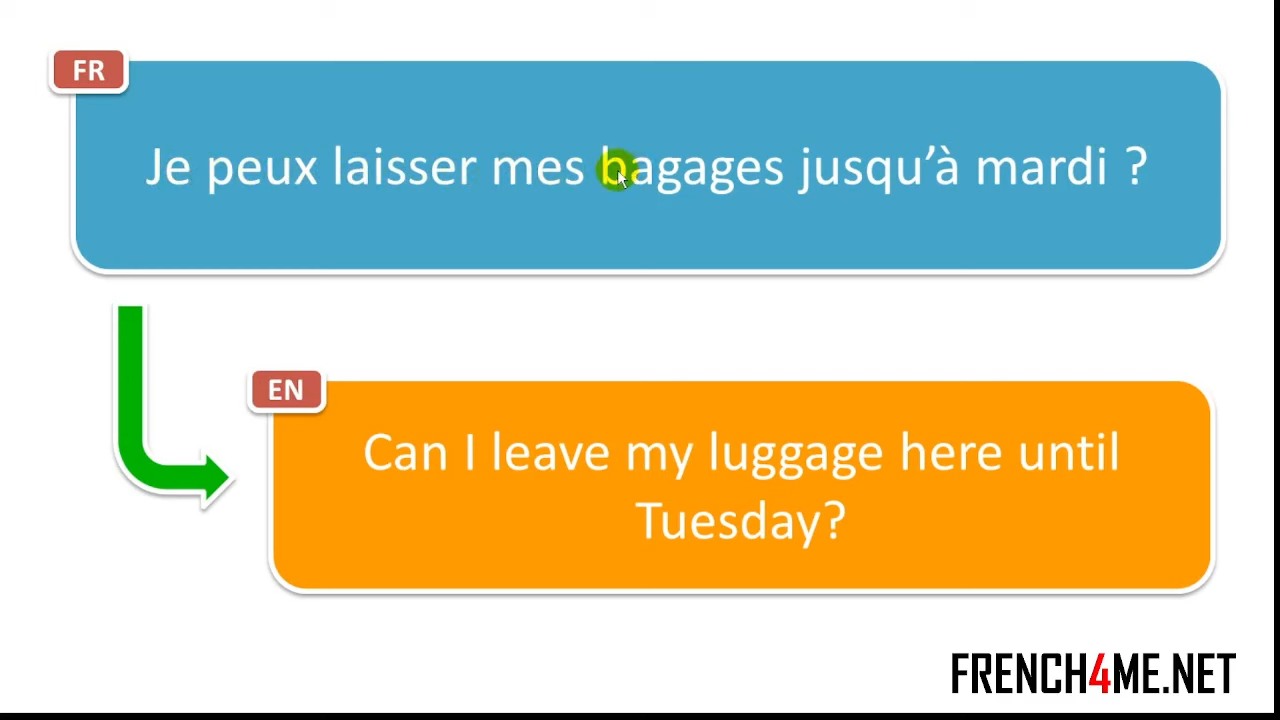 FR
Je peux laisser mes bagages jusqu’à mardi ?
EN
Can I leave my luggage here until
Tuesday?
FRENCH4ME.NET